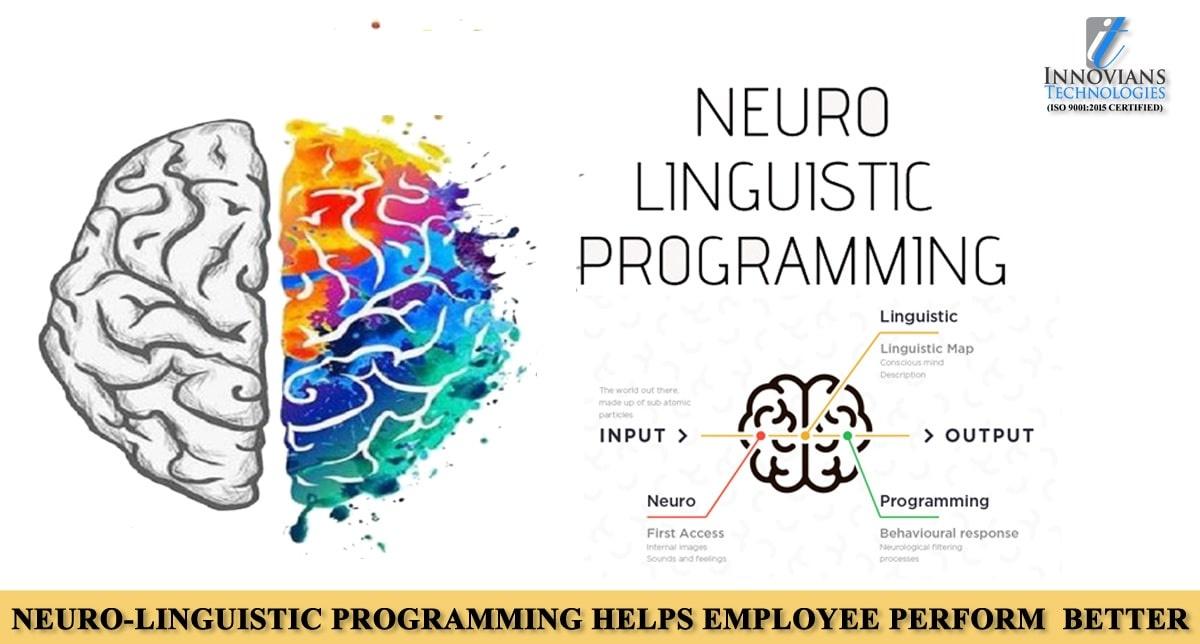 it
INNOVIANS
TECHNOLOGIES
(ISO 9001:2015 CERTIFIED)
NEURO
LINGUISTIC
PROGRAMMING
Linguistic
Linguistic Map
Conscious mind
Description
The world out there,
made up of sub atomic
particles
INPUT
OUTPUT
Neuro
First Access
Internal images
Sounds and feelings
Programming
Behavioural response
Neurological filtering
processes
NEURO-LINGUISTIC PROGRAMMING HELPS EMPLOYEE PERFORM BETTER